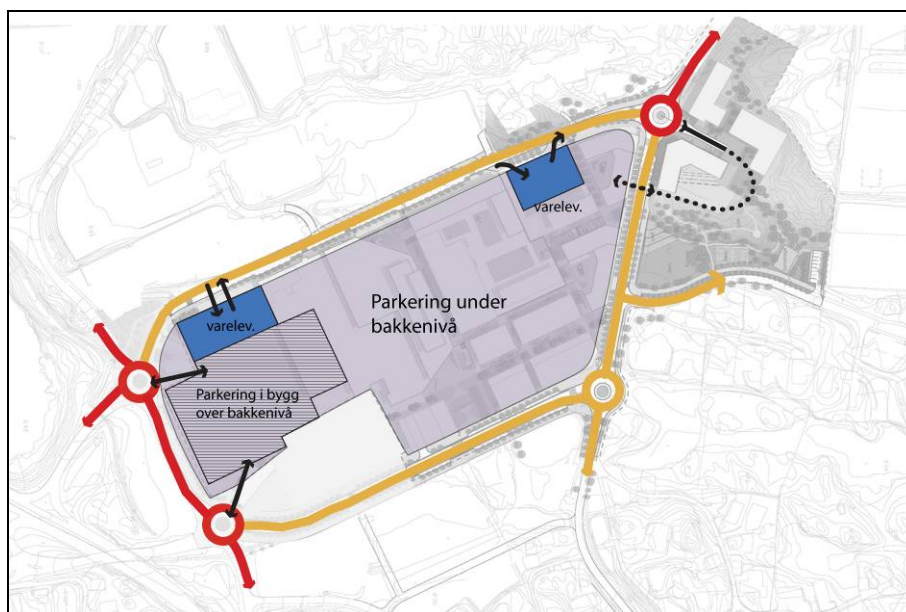 varelev.
Parkering under
bakkenivå
varelev.
Parkering i bygg
over bakkenivå